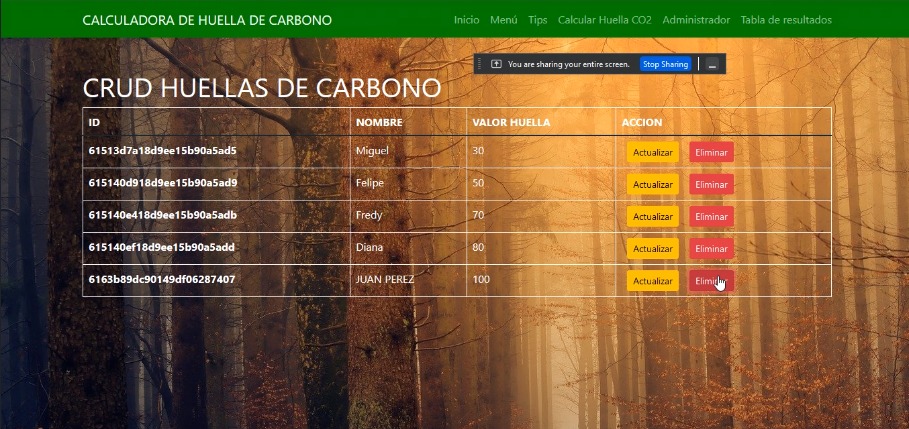 CALCULADORA DE HUELLA DE CARBONO Inicio Menú Tips Calcular Huella CO2 Administrador Tabla de resultados
You are sharing your entire screen. Stop Sharing
CRUD HUELLAS DE CARBONO
ID NOMBRE VALOR HUELLA ACCION
61513d7a18d9ee15b90a5ad5 Miguel 30 Actualizar Eliminar
615140d918d9ee15b90a5ad9 Felipe 50 Actualizar Eliminar
615140e418d9ee15b90a5adb Fredy 70 Actualizar Eliminar
615140ef18d9ee15b90a5add Diana 80 Actualizar Eliminar
6163b89dc90149df06287407 JUAN PEREZ 100 Actualizar Eliminar